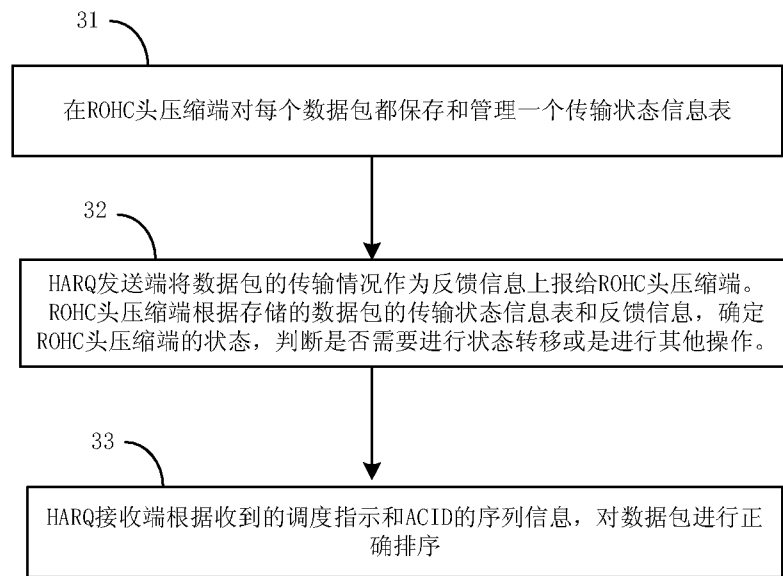 31
在ROHC头压缩端对每个数据包都保存和管理一个传输状态信息表
32
HARQ发送端将数据包的传输情况作为反馈信息上报给ROHC头压缩端。
ROHC头压缩端根据存储的数据包的传输状态信息表和反馈信息，确定
ROHC头压缩端的状态，判断是否需要进行状态转移或是进行其他操作。
33
HARQ接收端根据收到的调度指示和ACID的序列信息，对数据包进行正
确排序